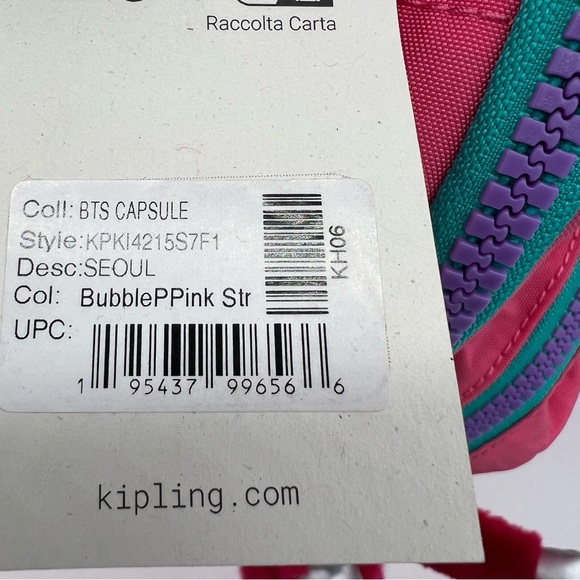 Raccolta Carta
Coll: BTS CAPSULE
Style:KPKI4215S7F1
Desc:SEOUL
Col: BubblePPink Str
UPC:
1 95437 99656 6
KH06
kipling.com